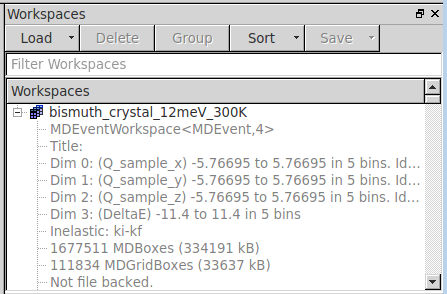 Workspaces
Load Delete Group Sort Save
Filter Workspaces
Workspaces
bismuth_crystal_12meV_300K
MDEventWorkspace<MDEvent,4>
Title:
Dim 0: (Q_sample_x) -5.76695 to 5.76695 in 5 bins. Id...
Dim 1: (Q_sample_y) -5.76695 to 5.76695 in 5 bins. Id...
Dim 2: (Q_sample_z) -5.76695 to 5.76695 in 5 bins. Id...
Dim 3: (DeltaE) -11.4 to 11.4 in 5 bins
Inelastic: ki-kf
1677511 MDBoxes (334191 kB)
111834 MDGridBoxes (33637 kB)
Not file backed.